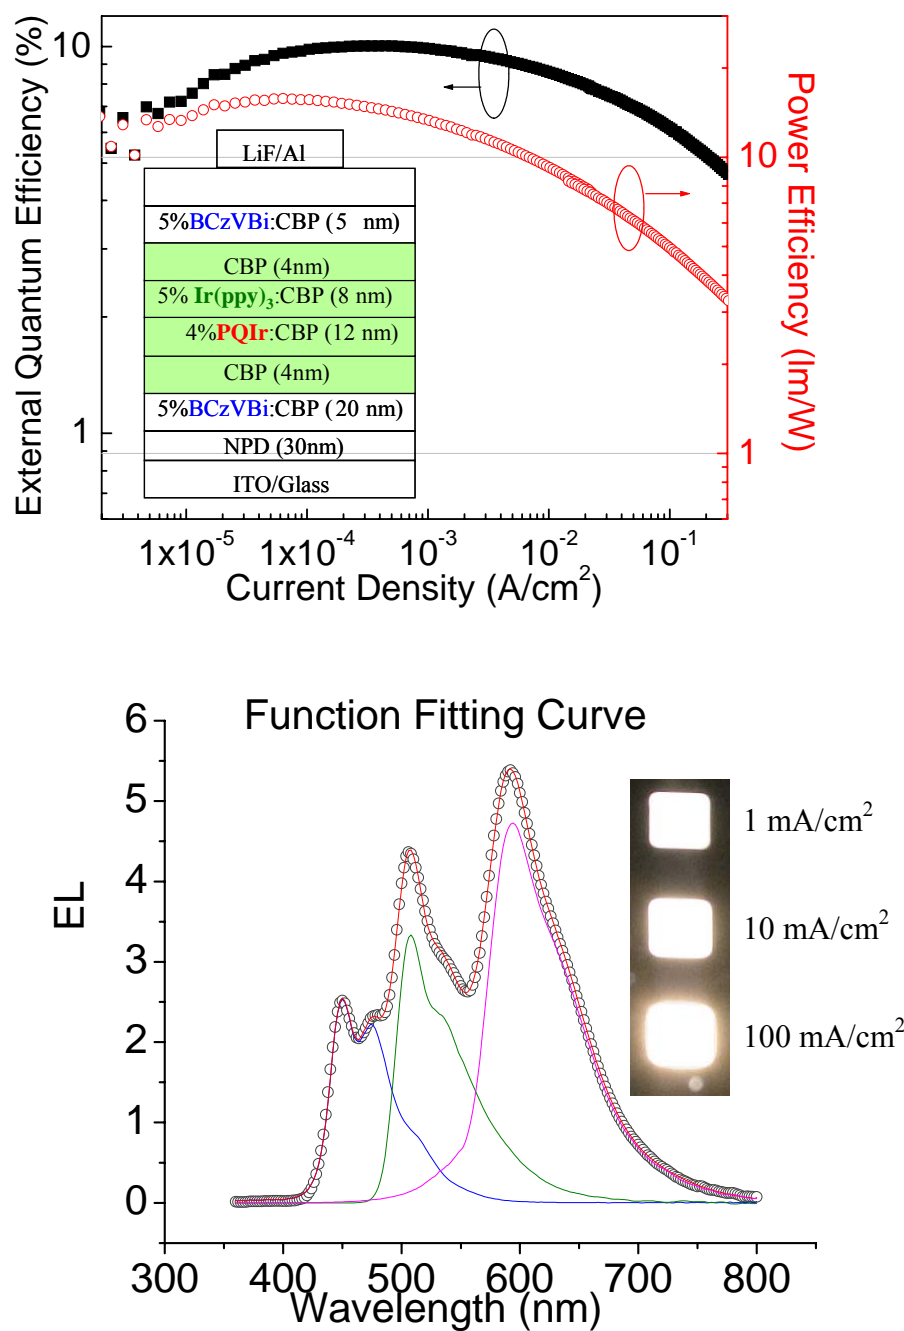 External Quantum Efficiency (%)
10
1
LiF/Al
5%BCzVBi:CBP (5 nm)
CBP (4nm)
5% Ir(ppy)₃:CBP (8 nm)
4%PQIr:CBP (12 nm)
CBP (4nm)
5%BCzVBi:CBP (20 nm)
NPD (30nm)
ITO/Glass
10
1
Power Efficiency (lm/W)
1x10⁻⁵ 1x10⁻⁴ 10⁻³ 10⁻² 10⁻¹
Current Density (A/cm²)
Function Fitting Curve
EL
6
5
4
3
2
1
0
1 mA/cm²
10 mA/cm²
100 mA/cm²
300 400 500 600 700 800
Wavelength (nm)